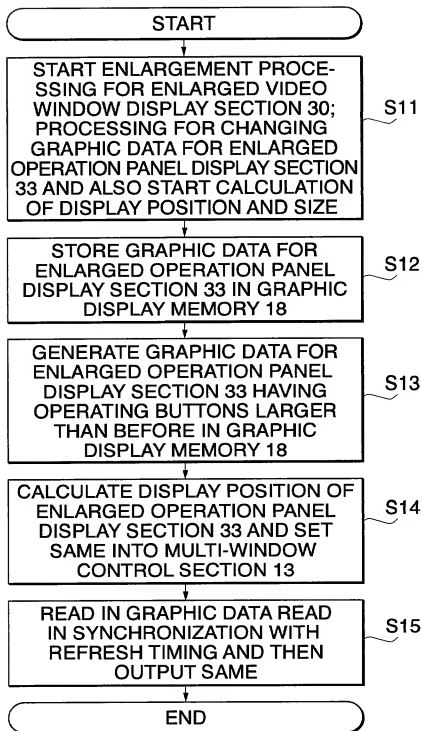 START
START ENLARGEMENT PROCE-
SSING FOR ENLARGED VIDEO
WINDOW DISPLAY SECTION 30;
PROCESSING FOR CHANGING
GRAPHIC DATA FOR ENLARGED
OPERATION PANEL DISPLAY SECTION
33 AND ALSO START CALCULATION
OF DISPLAY POSITION AND SIZE
S11
STORE GRAPHIC DATA FOR
ENLARGED OPERATION PANEL
DISPLAY SECTION 33 IN GRAPHIC
DISPLAY MEMORY 18
S12
GENERATE GRAPHIC DATA FOR
ENLARGED OPERATION PANEL
DISPLAY SECTION 33 HAVING
OPERATING BUTTONS LARGER
THAN BEFORE IN GRAPHIC
DISPLAY MEMORY 18
S13
CALCULATE DISPLAY POSITION OF
ENLARGED OPERATION PANEL
DISPLAY SECTION 33 AND SET
SAME INTO MULTI-WINDOW
CONTROL SECTION 13
S14
READ IN GRAPHIC DATA READ
IN SYNCHRONIZATION WITH
REFRESH TIMING AND THEN
OUTPUT SAME
S15
END